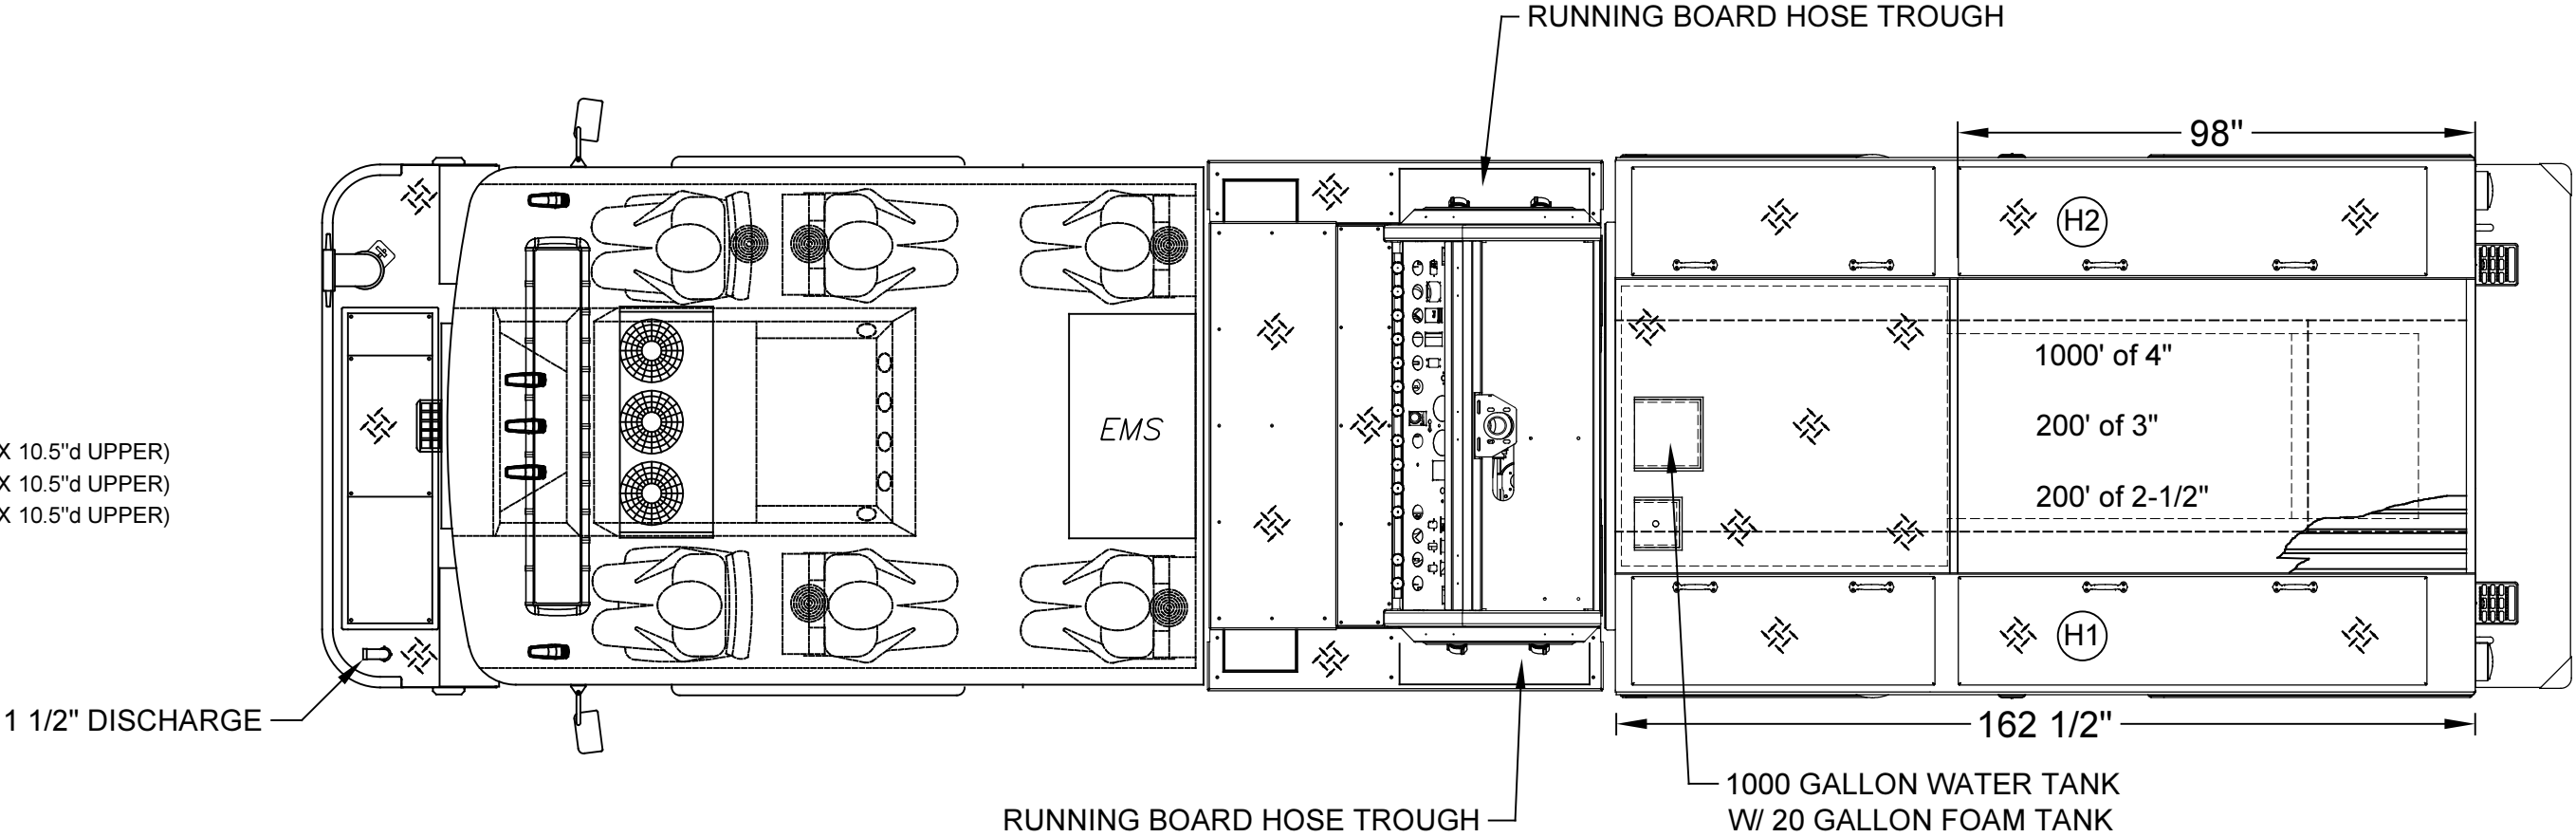 RUNNING BOARD HOSE TROUGH
98"
H2
1000' of 4"
200' of 3"
EMS
X 10.5"d UPPER)
X 10.5"d UPPER)
200' of 2-1/2"
X 10.5"d UPPER)
H1
1 1/2" DISCHARGE
162 1/2"
1000 GALLON WATER TANK
W/ 20 GALLON FOAM TANK
RUNNING BOARD HOSE TROUGH